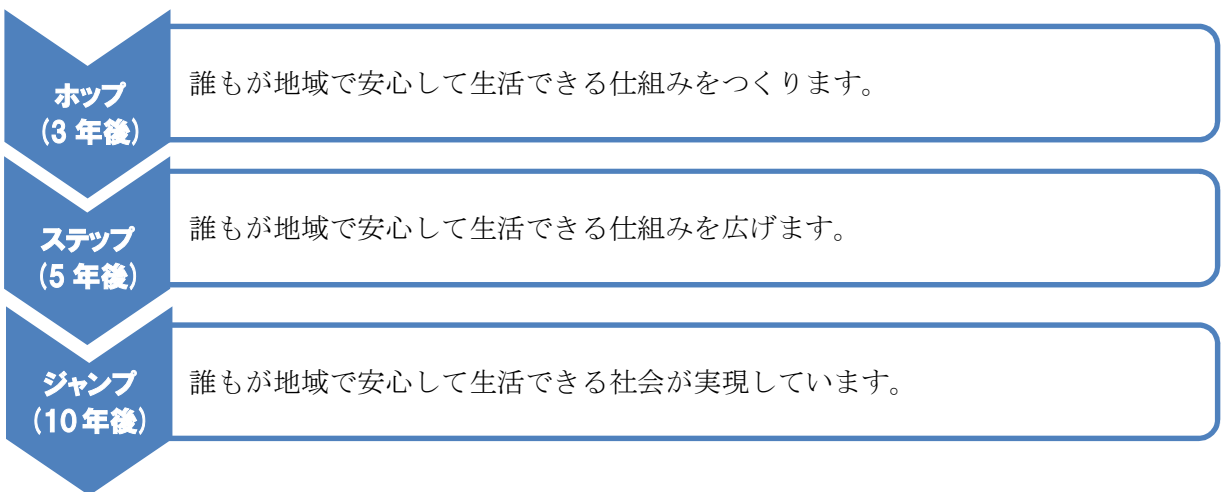 ホップ
(3 年後)
誰もが地域で安心して生活できる仕組みをつくります。
ステップ
(5 年後)
誰もが地域で安心して生活できる仕組みを広げます。
ジャンプ
(10 年後)
誰もが地域で安心して生活できる社会が実現しています。